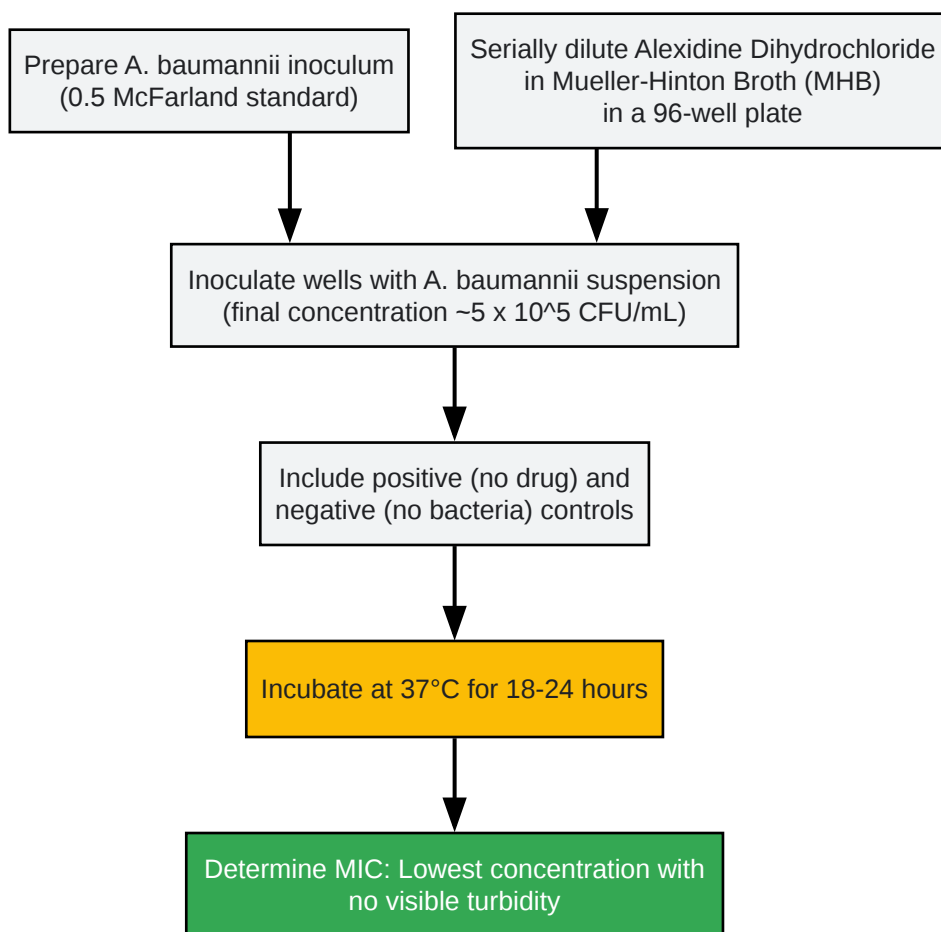 Prepare A. baumannii inoculum
(0.5 McFarland standard)
Serially dilute Alexidine Dihydrochloride
in Mueller-Hinton Broth (MHB)
in a 96-well plate
Inoculate wells with A. baumannii suspension
(final concentration ~5 x 10^5 CFU/mL)
Include positive (no drug) and
negative (no bacteria) controls
Incubate at 37°C for 18-24 hours
Determine MIC: Lowest concentration with
no visible turbidity